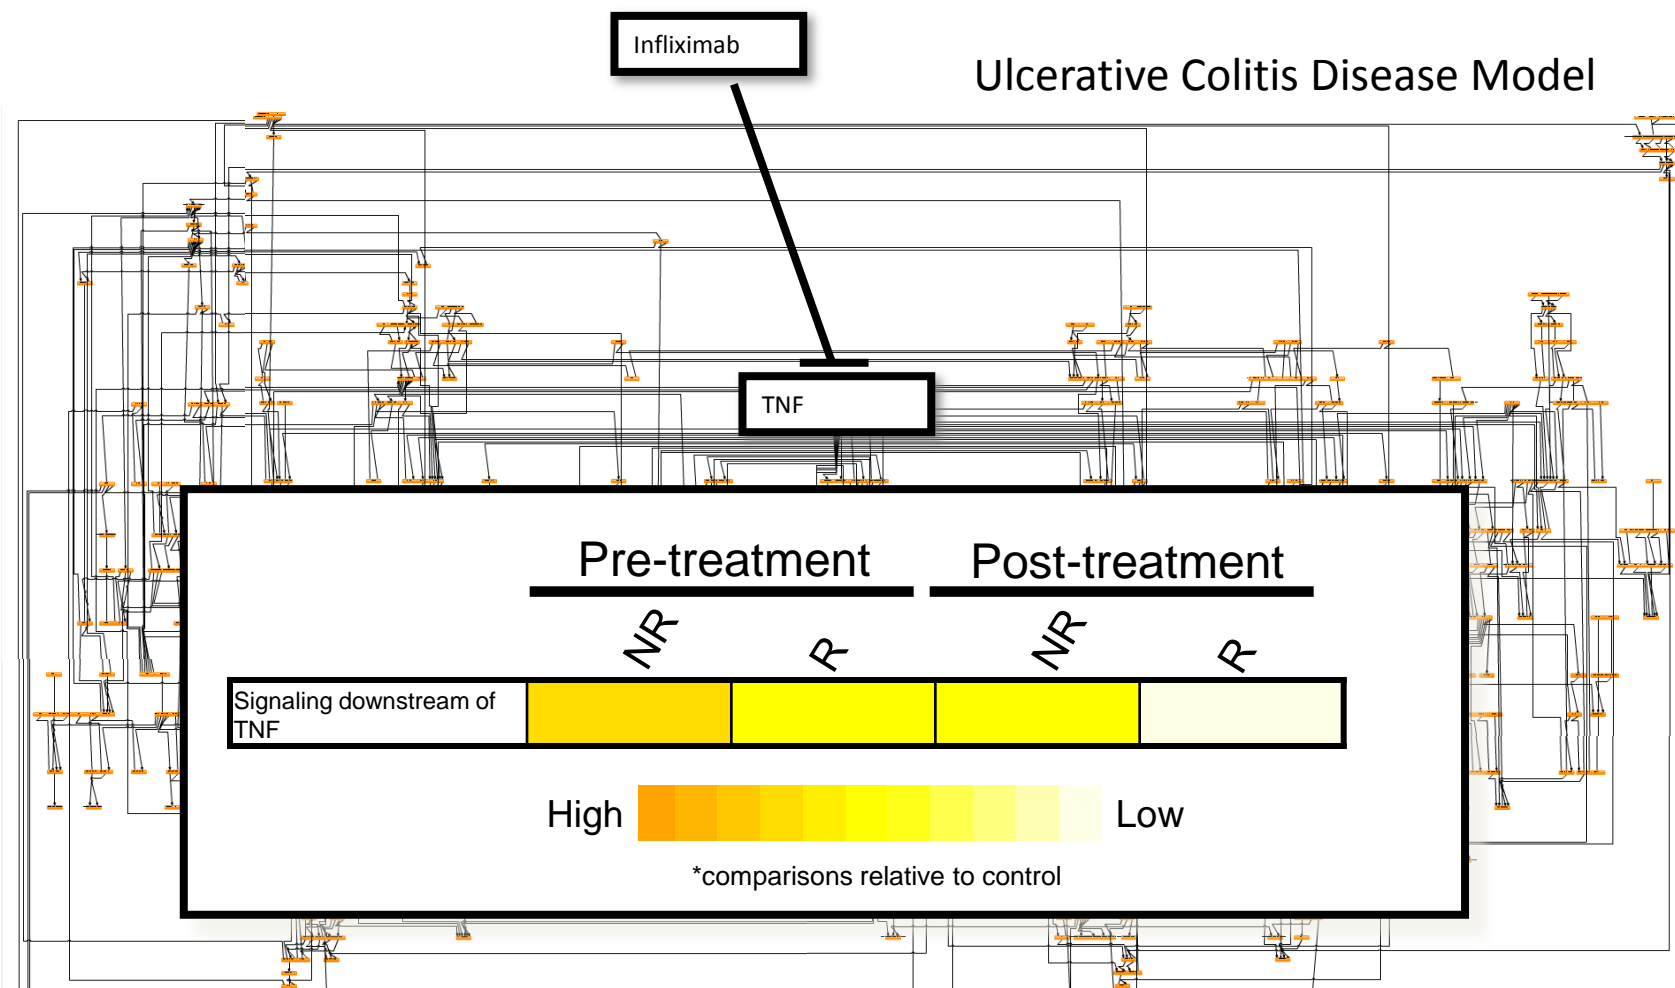 Infliximab
Ulcerative Colitis Disease Model
TNF
Pre-treatment
Post-treatment
NR
R
NR
R
Signaling downstream of
TNF
High
Low
*comparisons relative to control